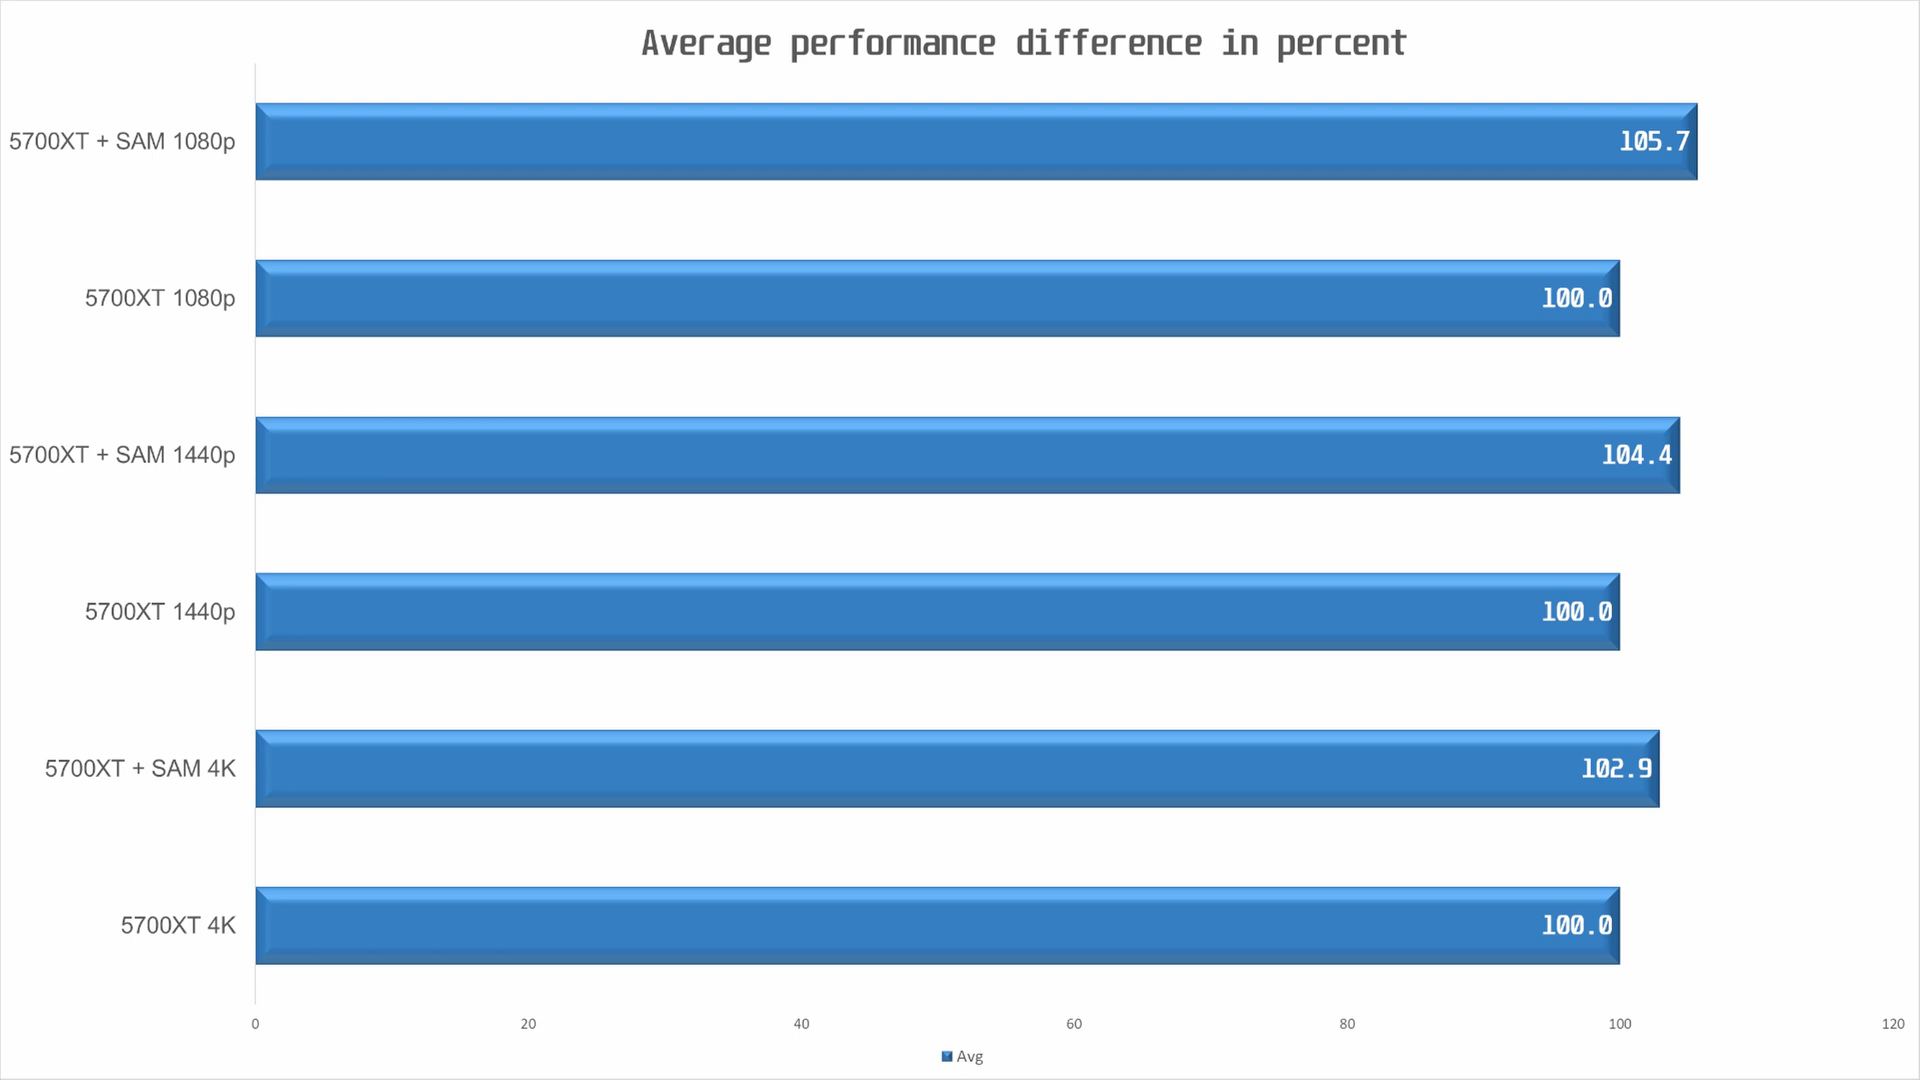 Average performance difference in percent
5700XT + SAM 1080p
105.7
5700XT 1080p
100.0
5700XT + SAM 1440p
104.4
5700XT 1440p
100.0
5700XT + SAM 4K
102.9
5700XT 4K
100.0
0 20 40 60 80 100 120
Avg